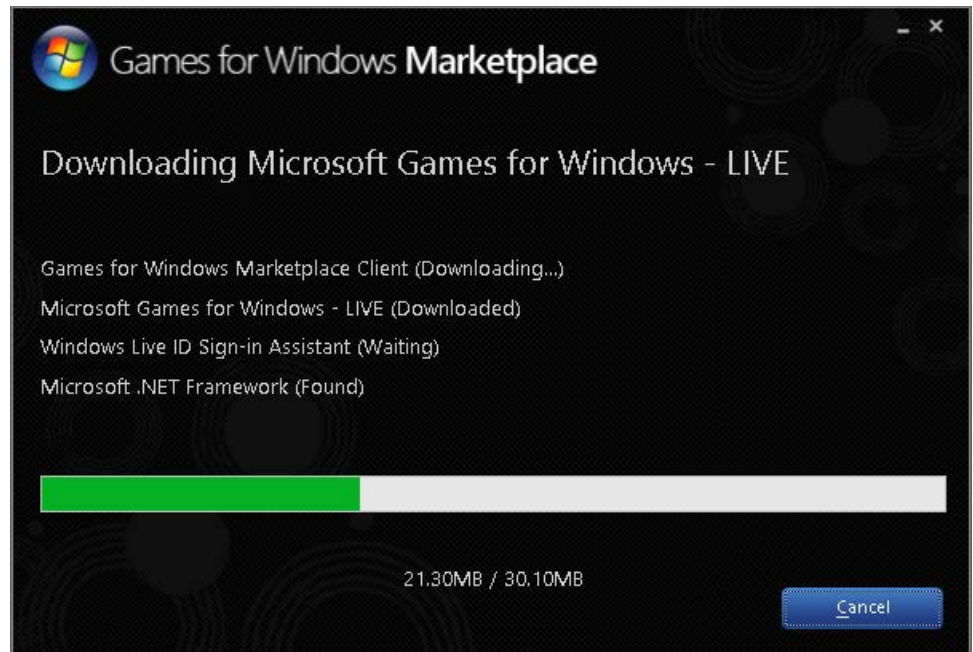 Games for Windows Marketplace
Downloading Microsoft Games for Windows - LIVE
Games for Windows Marketplace Client (Downloading...)
Microsoft Games for Windows - LIVE (Downloaded)
Windows Live ID Sign-in Assistant (Waiting)
Microsoft .NET Framework (Found)
21.30MB / 30.10MB
Cancel